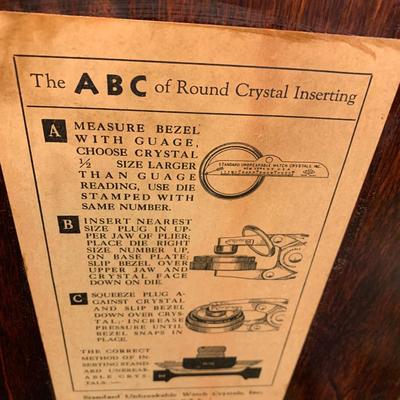 The ABC of Round Crystal Inserting
A MEASURE BEZEL
WITH GUAGE,
CHOOSE CRYSTAL
½ SIZE LARGER
THAN GUAGE
READING, USE DIE
STAMPED WITH
SAME NUMBER.
STANDARD UNBREAKABLE WATCH CRYSTALS, INC.
B INSERT NEAREST
SIZE PLUG IN UP-
PER JAW OF PLIER;
PLACE DIE RIGHT
SIZE NUMBER UP,
ON BASE PLATE;
SLIP BEZEL OVER
UPPER JAW AND
CRYSTAL FACE
DOWN ON DIE.
C SQUEEZE PLUG A-
GAINST CRYSTAL
AND SLIP BEZEL
DOWN OVER CRYS-
TAL; INCREASE
PRESSURE UNTIL
BEZEL SNAPS IN
PLACE.
THE CORRECT
METHOD OF IN-
SERTING STAND-
ARD UNBREAK-
ABLE CRYS-
TALS.—
Standard Unbreakable Watch Crystals, Inc.